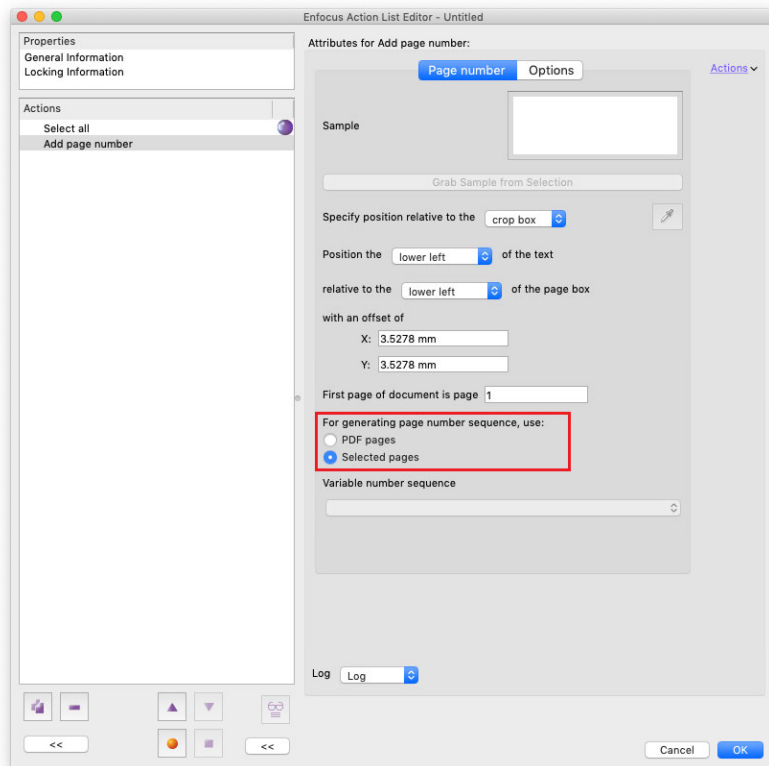 Enfocus Action List Editor - Untitled
Properties
General Information
Locking Information
Actions
Select all
Add page number
<<
<<
Attributes for Add page number:
Page number Options
Actions
Sample
Grab Sample from Selection
Specify position relative to the crop box
Position the lower left of the text
relative to the lower left of the page box
with an offset of
X: 3.5278 mm
Y: 3.5278 mm
First page of document is page 1
For generating page number sequence, use:
PDF pages
Selected pages
Variable number sequence
Log Log
Cancel OK